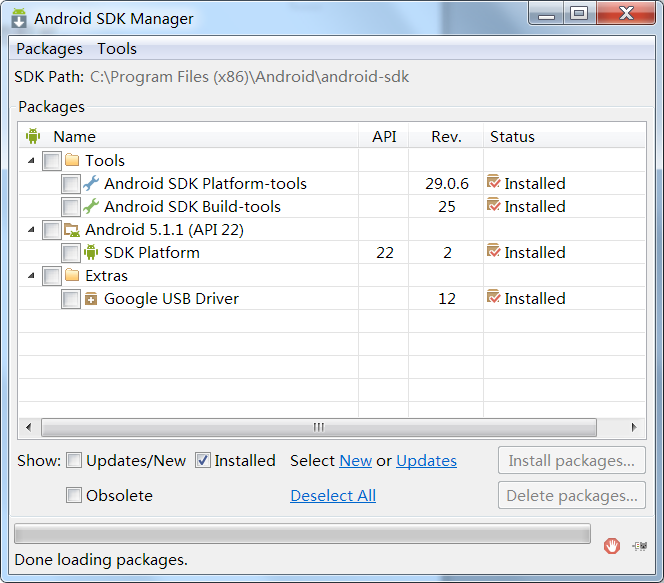 Android SDK Manager
Packages Tools
SDK Path: C:\Program Files (x86)\Android\android-sdk
Packages
Name API Rev. Status
Tools
Android SDK Platform-tools 29.0.6 Installed
Android SDK Build-tools 25 Installed
Android 5.1.1 (API 22)
SDK Platform 22 2 Installed
Extras
Google USB Driver 12 Installed
Show: Updates/New Installed Select New or Updates Install packages...
Obsolete Deselect All Delete packages...
Done loading packages.